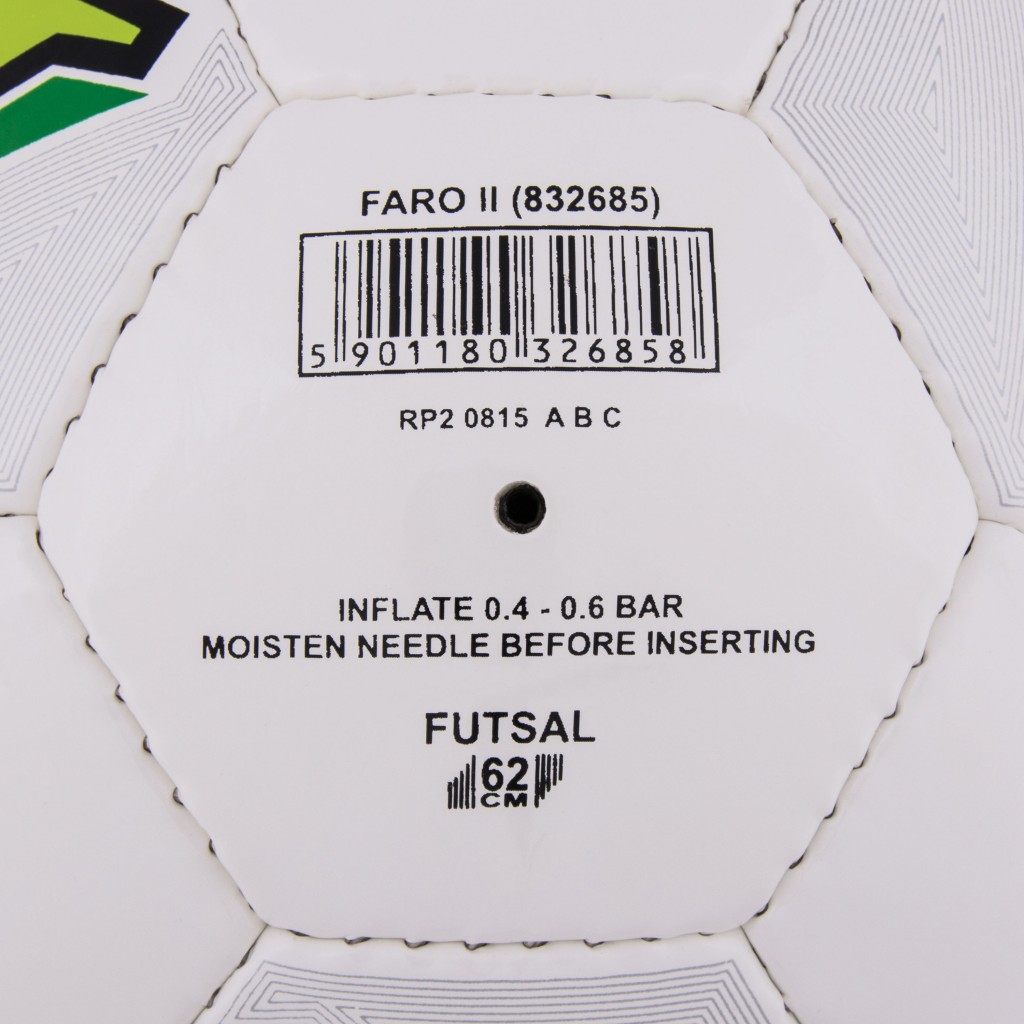 FARO II (832685)
5 901180 326858
RP2 0815 A B C
INFLATE 0.4 - 0.6 BAR
MOISTEN NEEDLE BEFORE INSERTING
FUTSAL
62
CM